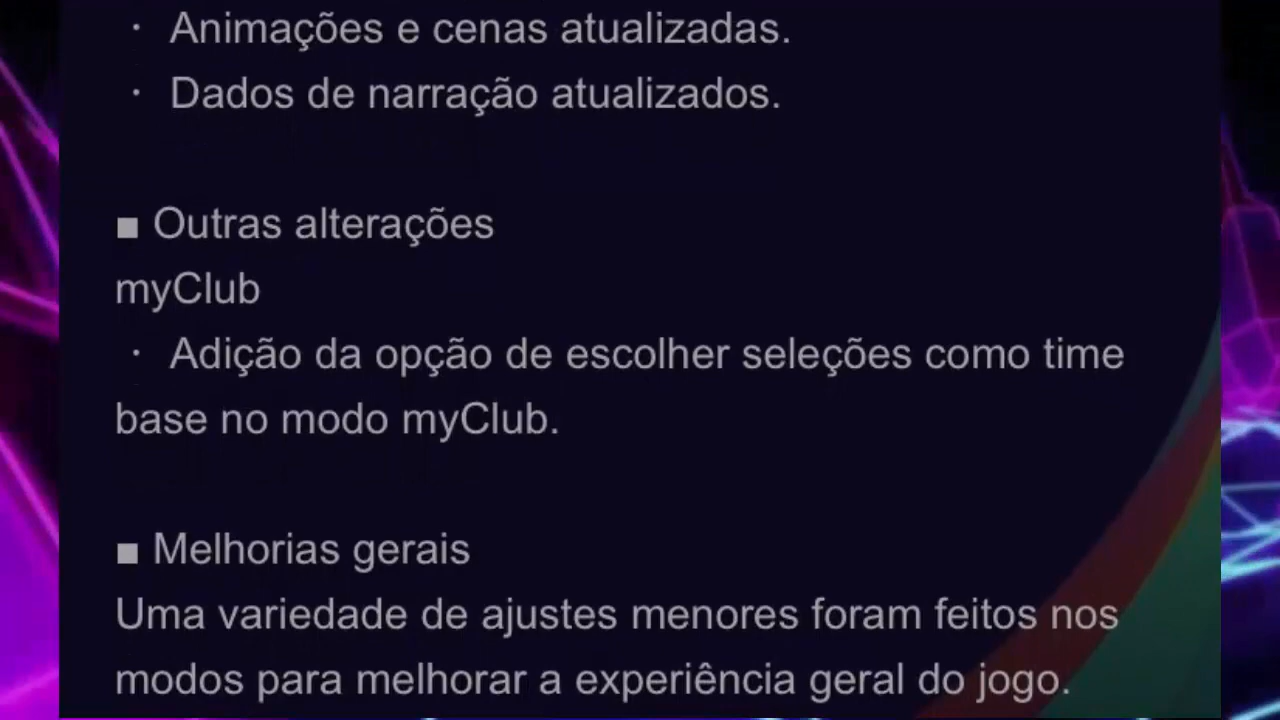 · Animações e cenas atualizadas.
· Dados de narração atualizados.
■ Outras alterações
myClub
· Adição da opção de escolher seleções como time
base no modo myClub.
■ Melhorias gerais
Uma variedade de ajustes menores foram feitos nos
modos para melhorar a experiência geral do jogo.